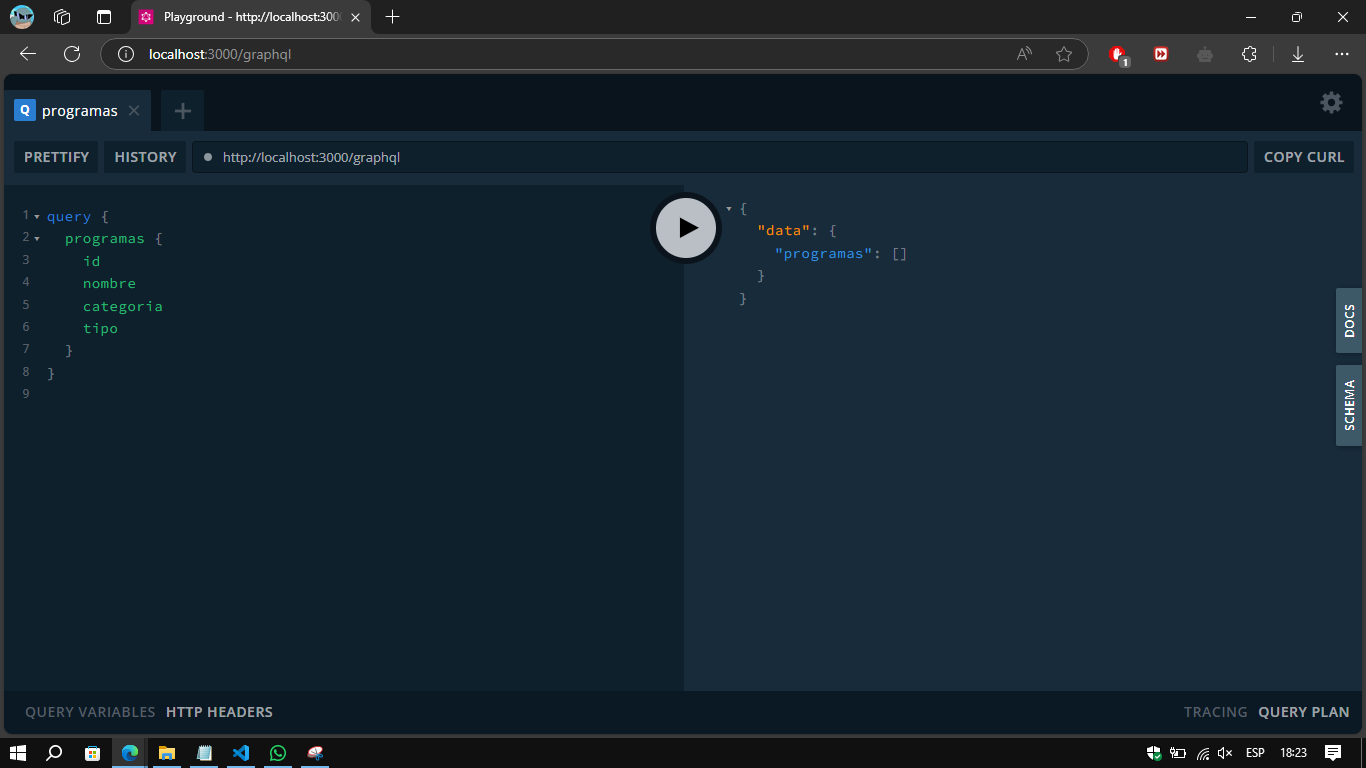 Playground - http://localhost:300
localhost:3000/graphql
1
Q programas
PRETTIFY HISTORY http://localhost:3000/graphql COPY CURL
1 query {
2 programas {
3 id
4 nombre
5 categoria
6 tipo
7 }
8 }
9
{
"data": {
"programas": []
}
}
DOCS
SCHEMA
QUERY VARIABLES HTTP HEADERS TRACING QUERY PLAN
ESP 18:23